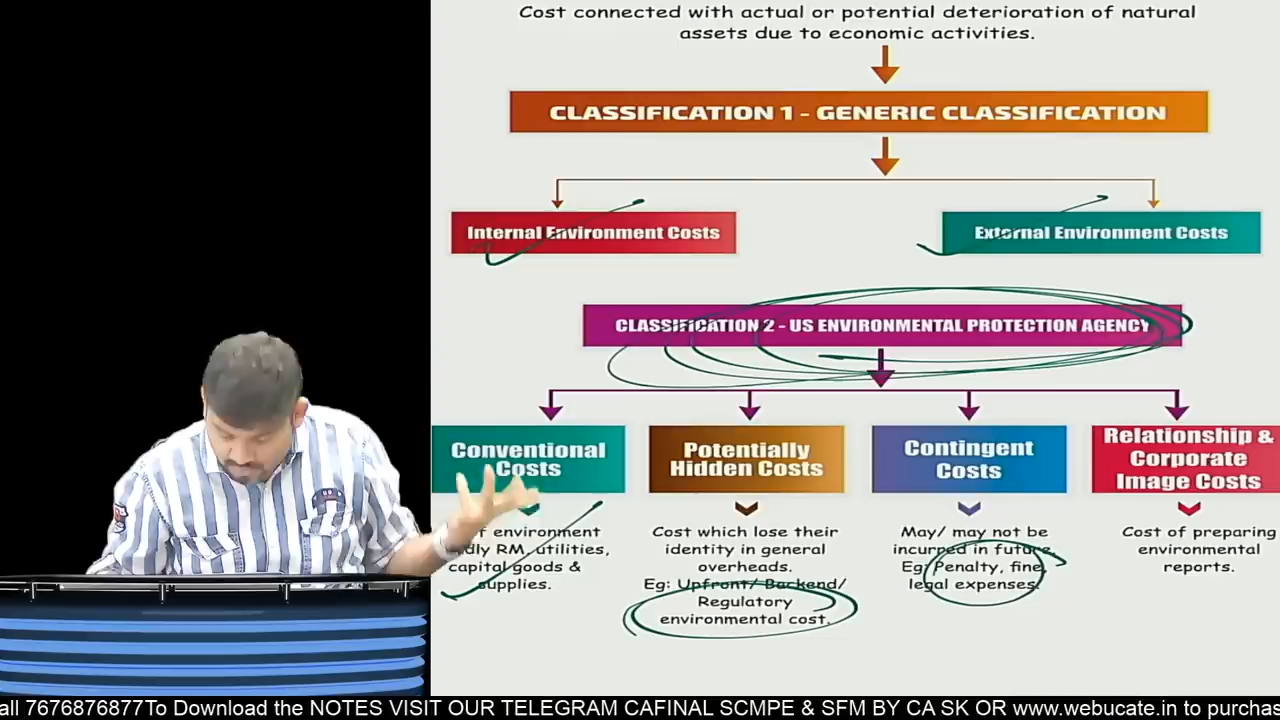 Cost connected with actual or potential deterioration of natural
assets due to economic activities.
CLASSIFICATION 1 - GENERIC CLASSIFICATION
Internal Environment Costs
External Environment Costs
CLASSIFICATION 2 - US ENVIRONMENTAL PROTECTION AGENCY
Conventional
Costs
environment
RM, utilities,
capital goods &
supplies.
Potentially
Hidden Costs
Cost which lose their
identity in general
overheads.
Eg: Upfront/ Backend/
Regulatory
environmental cost.
Contingent
Costs
May/ may not be
incurred in future.
Eg: Penalty, fine,
legal expenses.
Relationship &
Corporate
Image Costs
Cost of preparing
environmental
reports.
all 7676876877To Download the NOTES VISIT OUR TELEGRAM CAFINAL SCMPE & SFM BY CA SK OR www.webucate.in to purchas